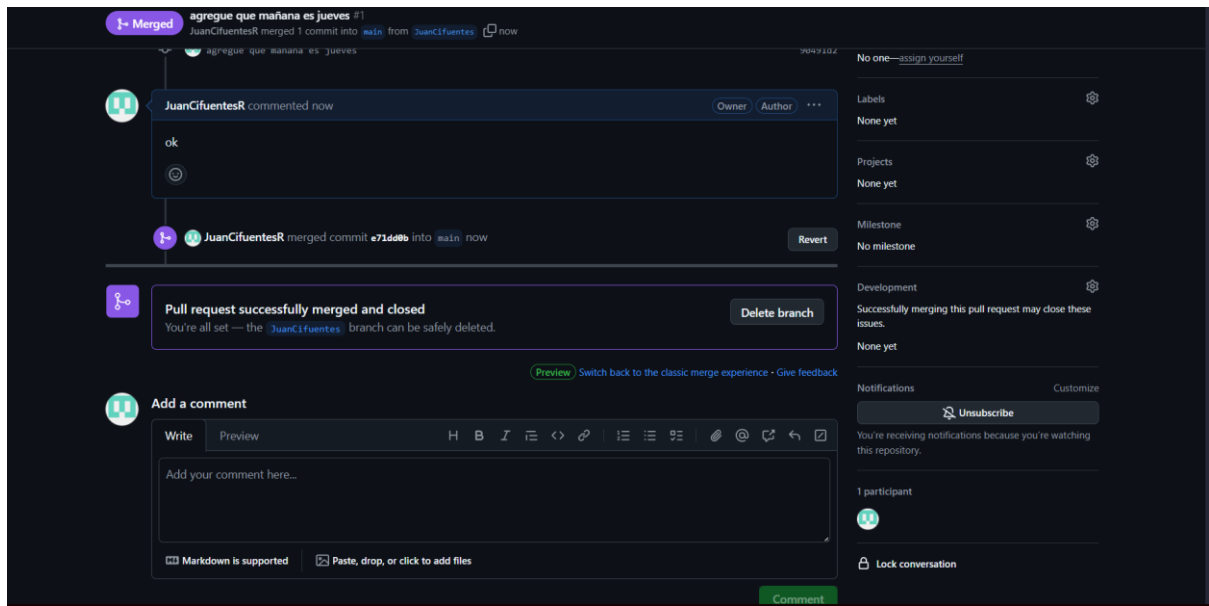 Merged
agregue que mañana es jueves #1
JuanCifuentesR merged 1 commit into main from JuanCifuentes now
agregue que mañana es jueves
JuanCifuentesR commented now
Owner Author ...
ok
JuanCifuentesR merged commit e71dd0b into main now
Revert
Pull request successfully merged and closed
You're all set — the JuanCifuentes branch can be safely deleted.
Delete branch
Preview Switch back to the classic merge experience · Give feedback
Add a comment
Write Preview
Add your comment here...
Markdown is supported
Paste, drop, or click to add files
Comment
No one—assign yourself
Labels
None yet
Projects
None yet
Milestone
No milestone
Development
Successfully merging this pull request may close these
issues.
None yet
Notifications Customize
Unsubscribe
You're receiving notifications because you're watching
this repository.
1 participant
Lock conversation